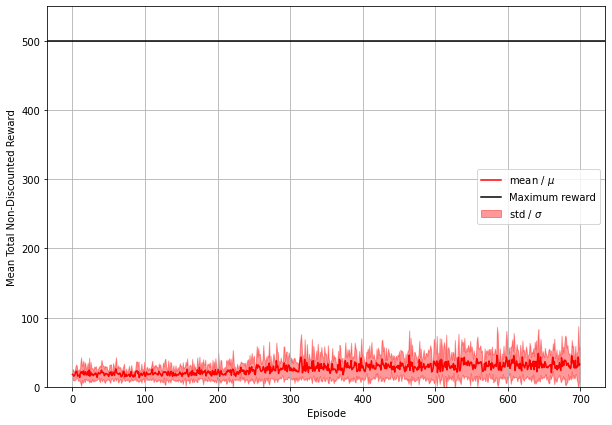 Mean Total Non-Discounted Reward
500
400
300
200
100
0
mean / μ
Maximum reward
std / σ
0 100 200 300 400 500 600 700
Episode